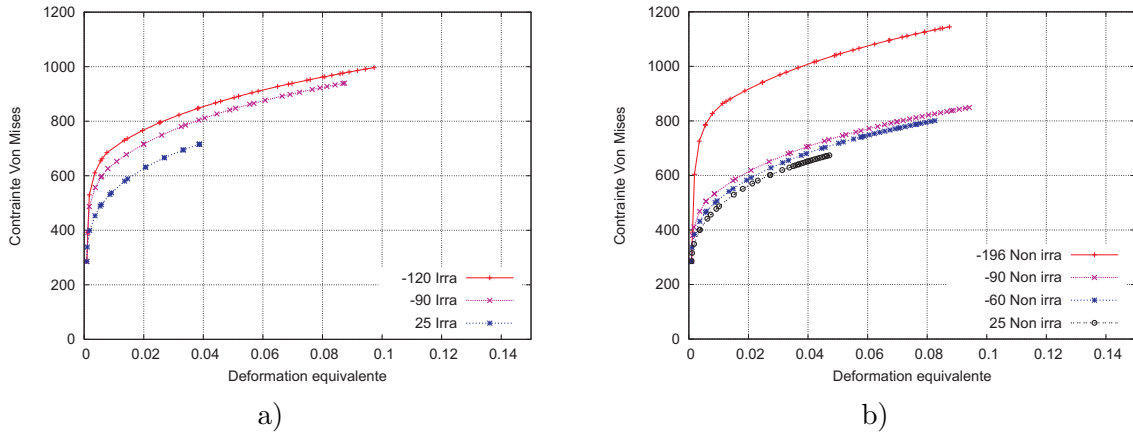 1200
1000
800
600
400
200
0
Contrainte Von Mises
0 0.02 0.04 0.06 0.08 0.1 0.12 0.14
Deformation equivalente
-120 Irra
-90 Irra
25 Irra
a)
1200
1000
800
600
400
200
0
Contrainte Von Mises
0 0.02 0.04 0.06 0.08 0.1 0.12 0.14
Deformation equivalente
-196 Non irra
-90 Non irra
-60 Non irra
25 Non irra
b)